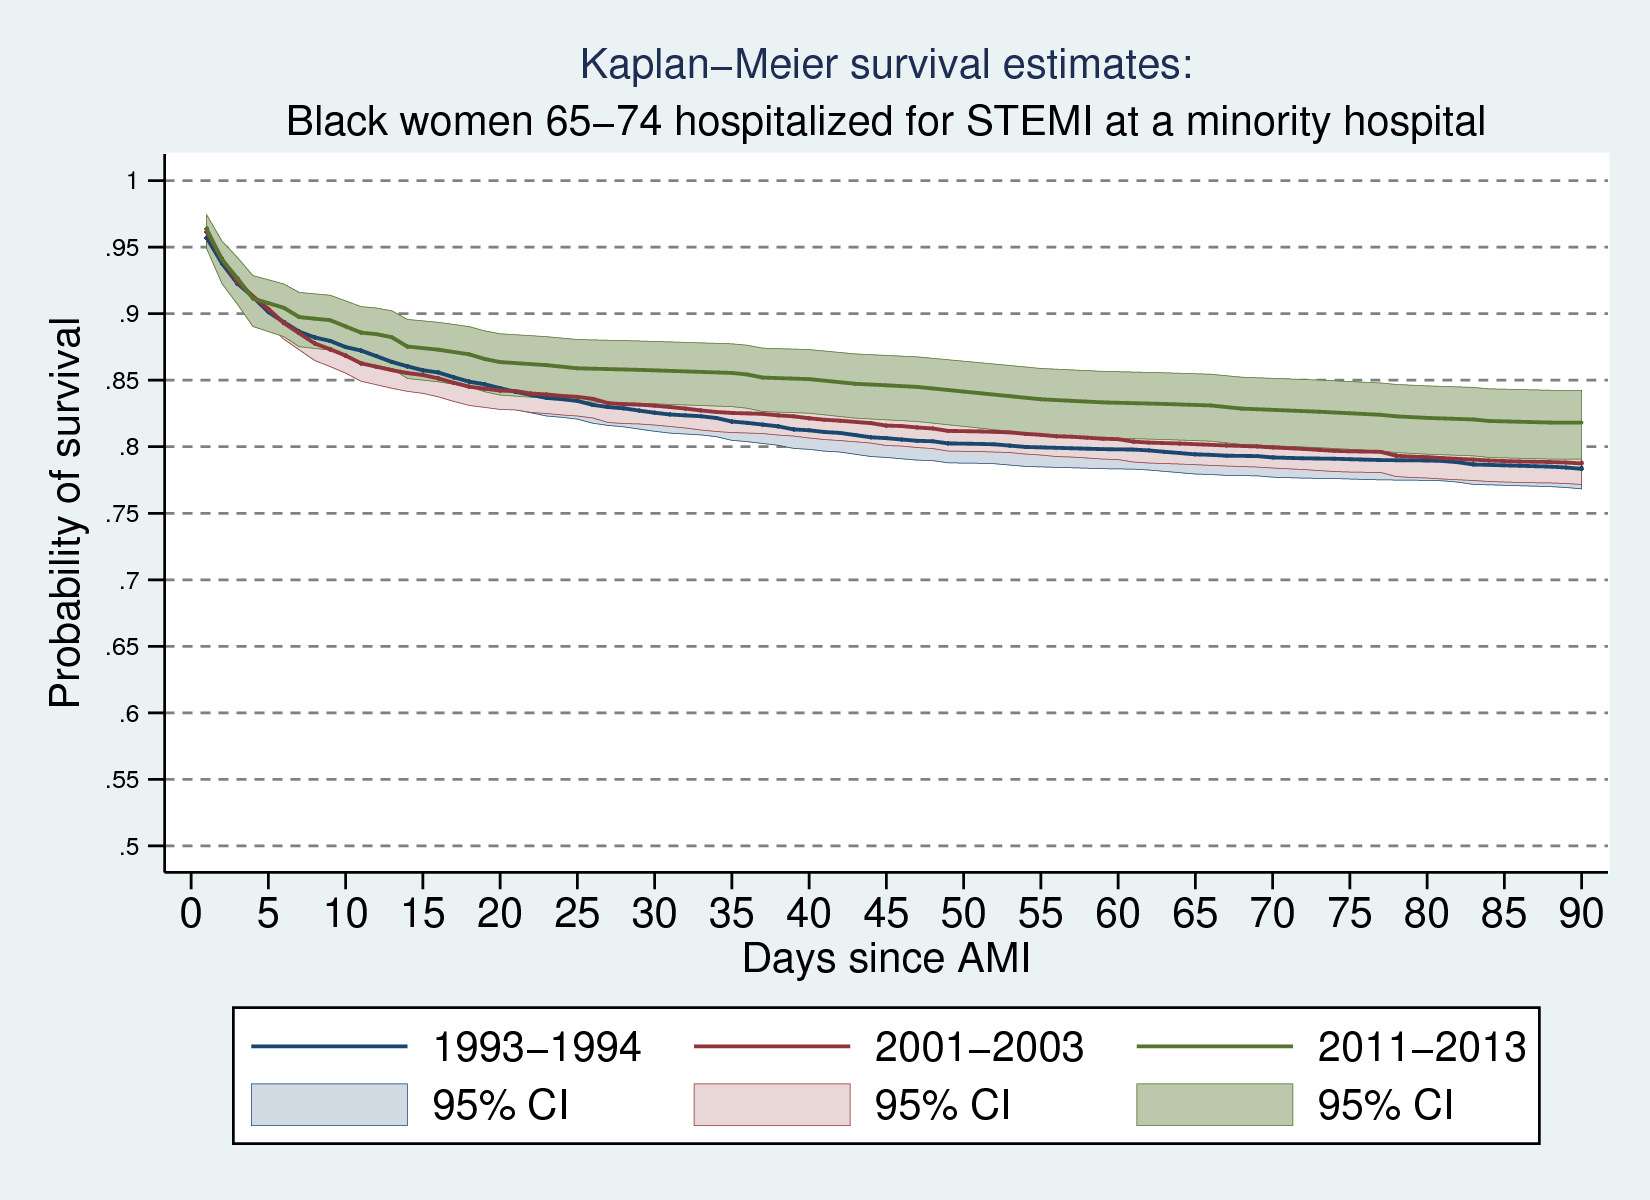 Kaplan–Meier survival estimates:
Black women 65–74 hospitalized for STEMI at a minority hospital
Probability of survival
1
.95
.9
.85
.8
.75
.7
.65
.6
.55
.5
0 5 10 15 20 25 30 35 40 45 50 55 60 65 70 75 80 85 90
Days since AMI
1993–1994 2001–2003 2011–2013
95% CI 95% CI 95% CI